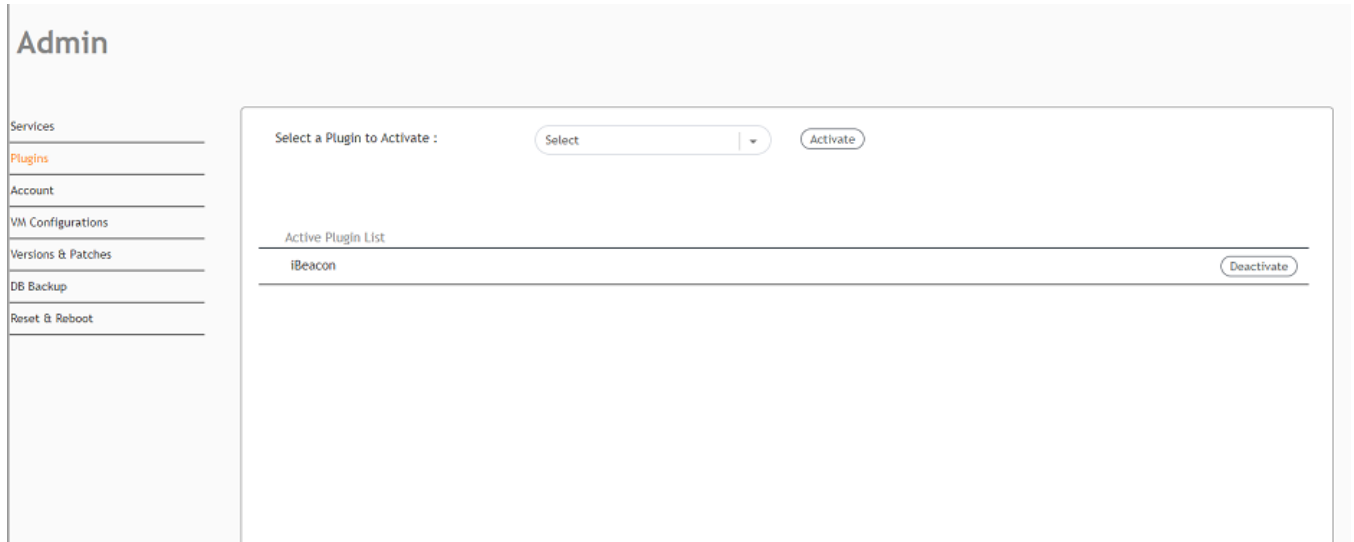 Admin
Services
Plugins
Account
VM Configurations
Versions & Patches
DB Backup
Reset & Reboot
Select a Plugin to Activate :
Select
Activate
Active Plugin List
iBeacon
Deactivate